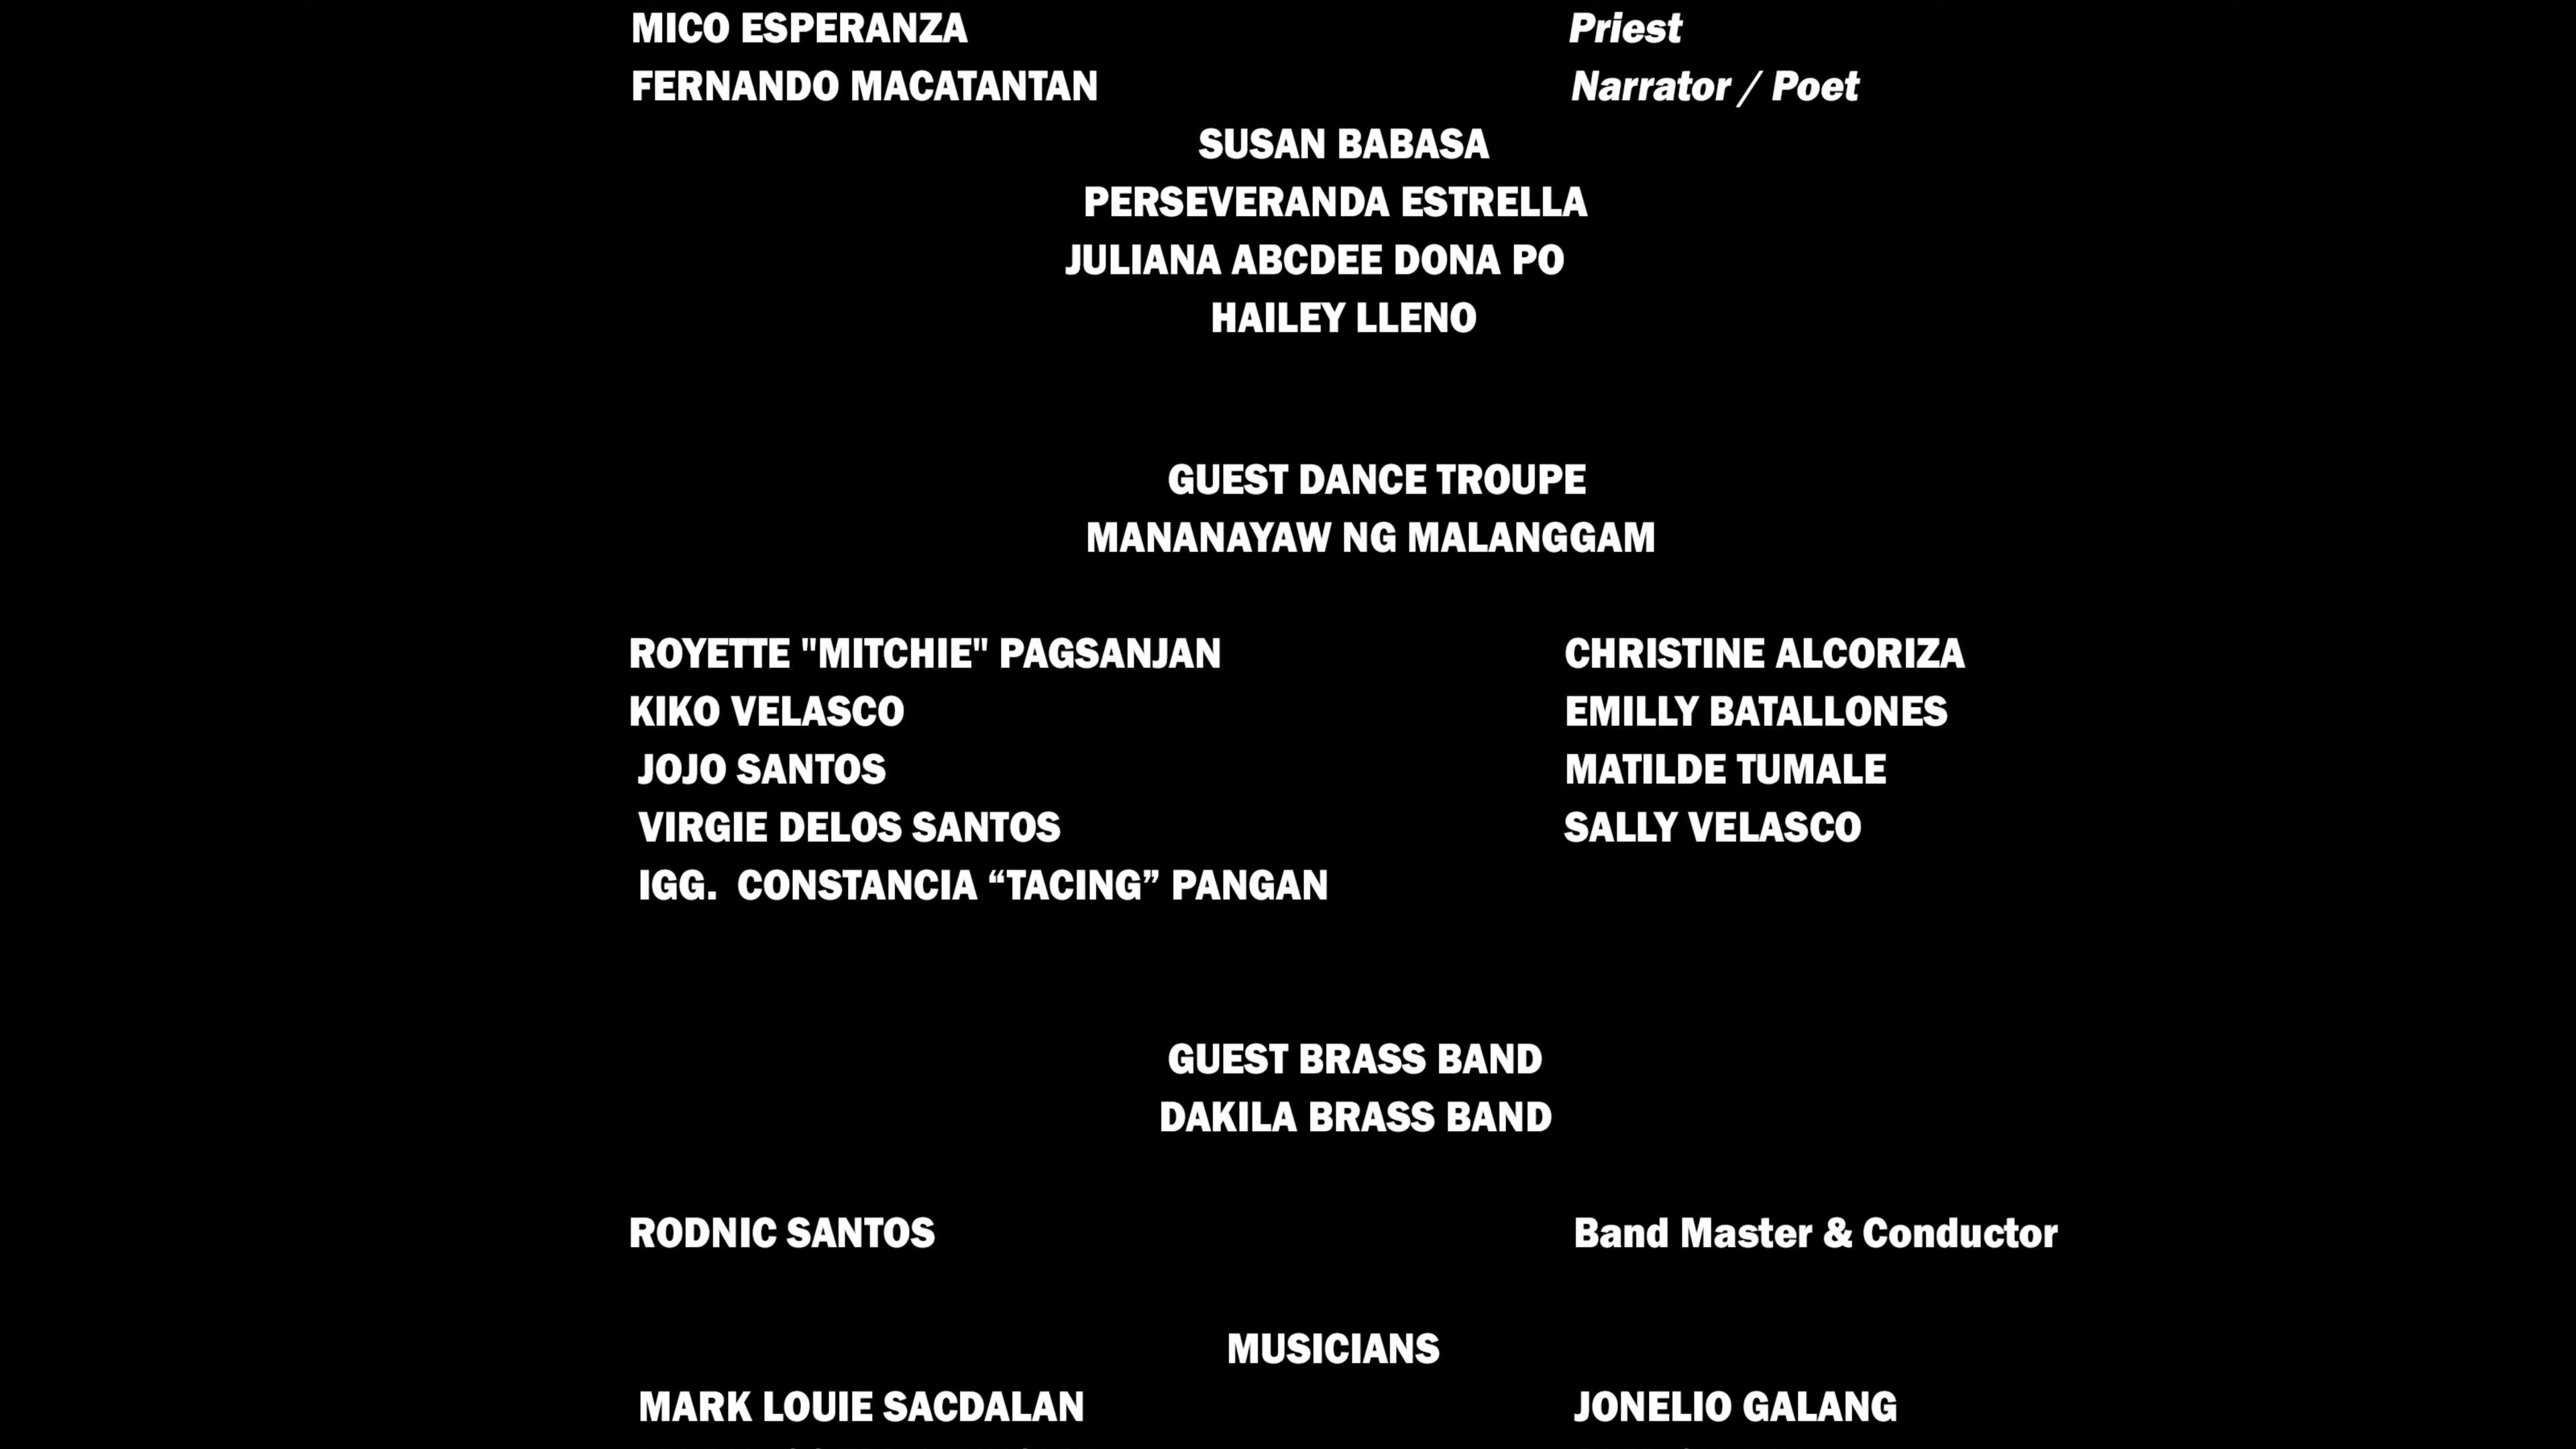 MICO ESPERANZA Priest
FERNANDO MACATANTAN Narrator / Poet
SUSAN BABASA
PERSEVERANDA ESTRELLA
JULIANA ABCDEE DONA PO
HAILEY LLENO
GUEST DANCE TROUPE
MANANAYAW NG MALANGGAM
ROYETTE "MITCHIE" PAGSANJAN CHRISTINE ALCORIZA
KIKO VELASCO EMILLY BATALLONES
JOJO SANTOS MATILDE TUMALE
VIRGIE DELOS SANTOS SALLY VELASCO
IGG. CONSTANCIA “TACING” PANGAN
GUEST BRASS BAND
DAKILA BRASS BAND
RODNIC SANTOS Band Master & Conductor
MUSICIANS
MARK LOUIE SACDALAN JONELIO GALANG